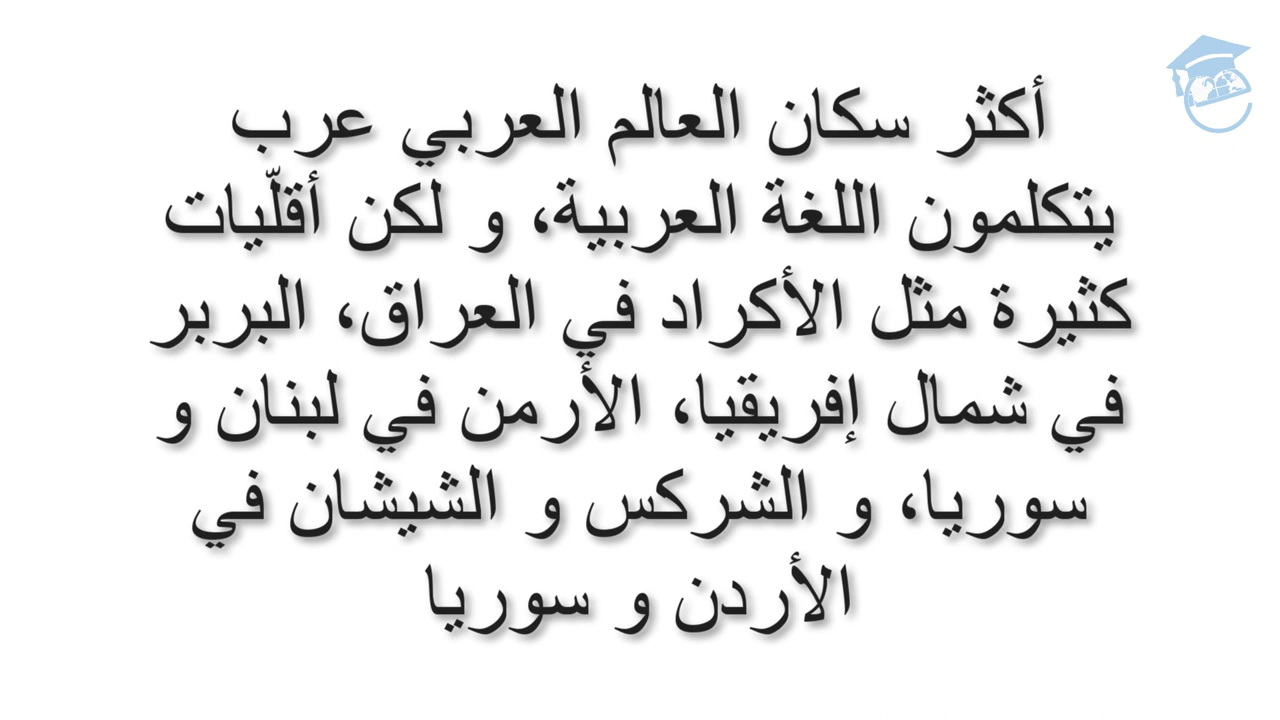 أكثر سكان العالم العربي عرب
يتكلمون اللغة العربية، و لكن أقلّيات
كثيرة مثل الأكراد في العراق، البربر
في شمال إفريقيا، الأرمن في لبنان و
سوريا، و الشركس و الشيشان في
الأردن و سوريا